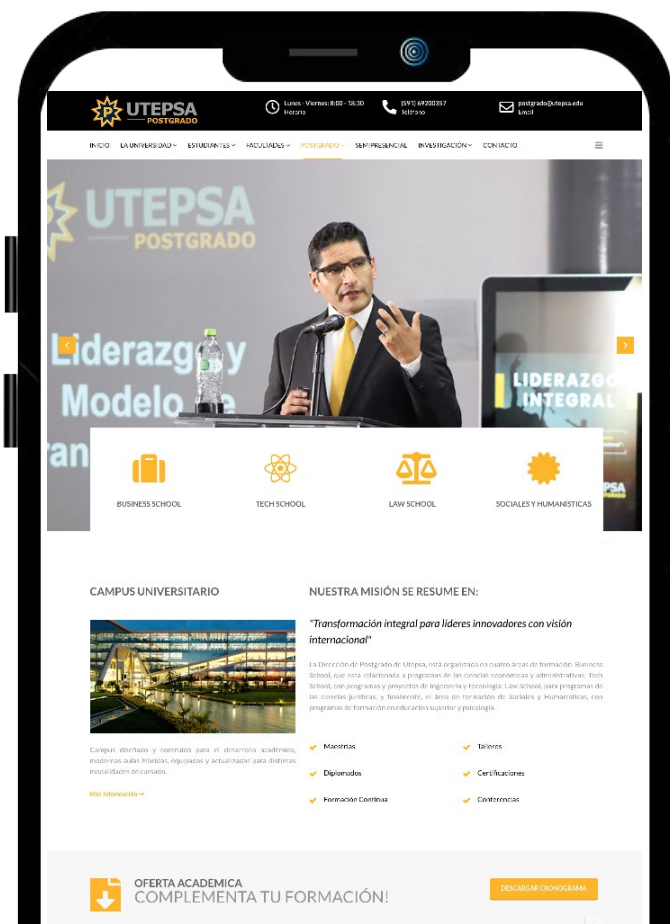 UTEPSA
POSTGRADO
Lunes - Viernes: 8:00 - 18:30
Horario
(591) 69200357
Teléfono
postgrado@utepsa.edu
Email
INICIO LA UNIVERSIDAD ESTUDIANTES FACULTADES POSTGRADO SEMIPRESENCIAL INVESTIGACIÓN CONTACTO
UTEPSA
POSTGRADO
Liderazgo y
Modelo de
LIDERAZGO
INTEGRAL
BUSINESS SCHOOL
TECH SCHOOL
LAW SCHOOL
SOCIALES Y HUMANÍSTICAS
CAMPUS UNIVERSITARIO
Campus diseñado y contruido para el desarrollo académico,
modernas aulas híbridas, equipadas y actualizadas para distintas
modalidades de cursado.
Más información
NUESTRA MISIÓN SE RESUME EN:
"Transformación integral para líderes innovadores con visión
internacional"
La Dirección de Postgrado de Utepsa, está organizada en cuatro áreas de formación: Business
School, que está relacionada a programas de las ciencias económicas y administrativas; Tech
School, con programas y proyectos de ingeniería y tecnología; Law School, para programas de
las ciencias jurídicas, y finalmente, el área de formación de Sociales y Humanísticas, con
programas de formación en educación superior y psicología.
Maestrías
Talleres
Diplomados
Certificaciones
Formación Continua
Conferencias
OFERTA ACADEMICA
COMPLEMENTA TU FORMACIÓN!
DESCARGAR CRONOGRAMA